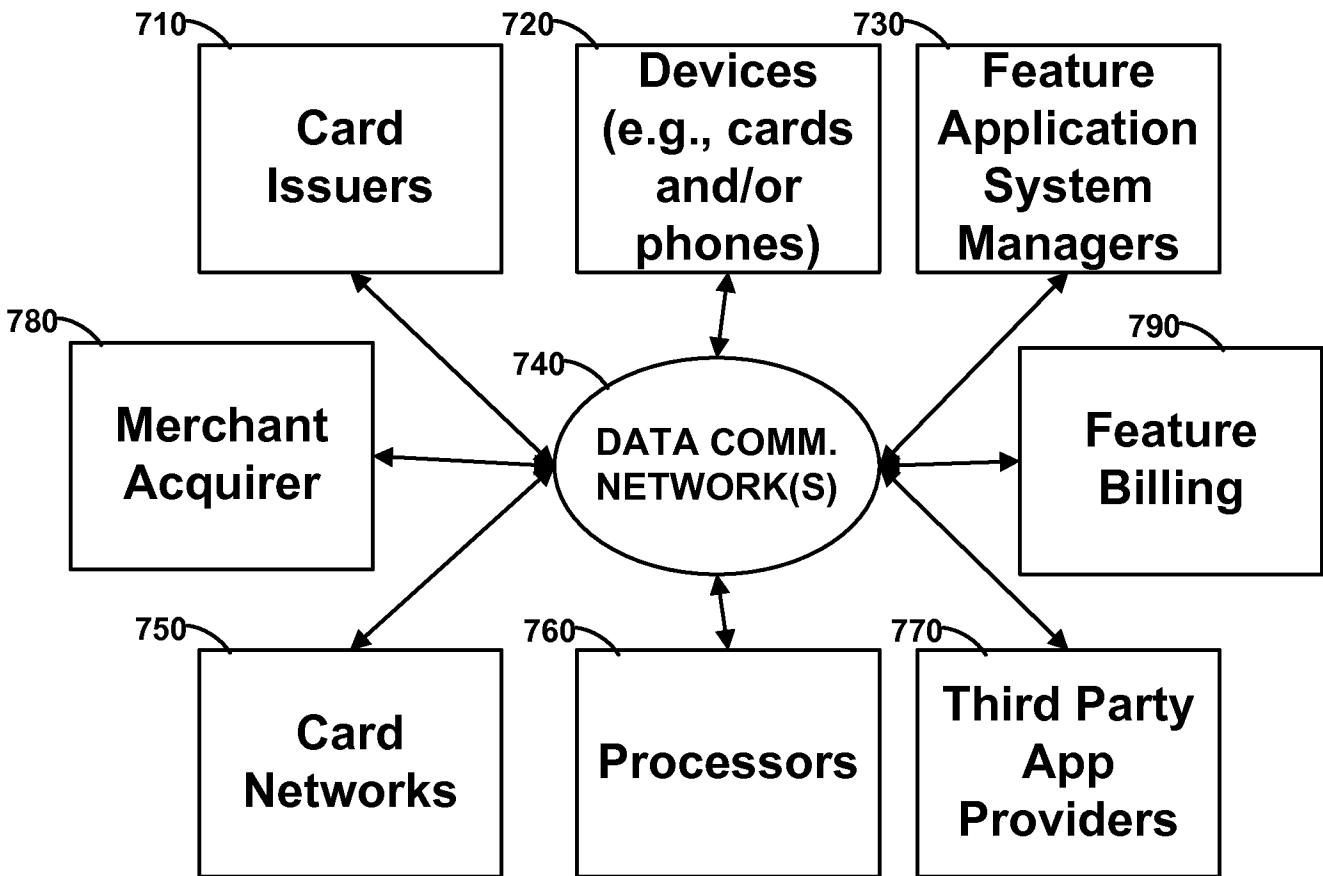 710
Card
Issuers
720
Devices
(e.g., cards
and/or
phones)
730
Feature
Application
System
Managers
780
Merchant
Acquirer
740
DATA COMM.
NETWORK(S)
790
Feature
Billing
750
Card
Networks
760
Processors
770
Third Party
App
Providers